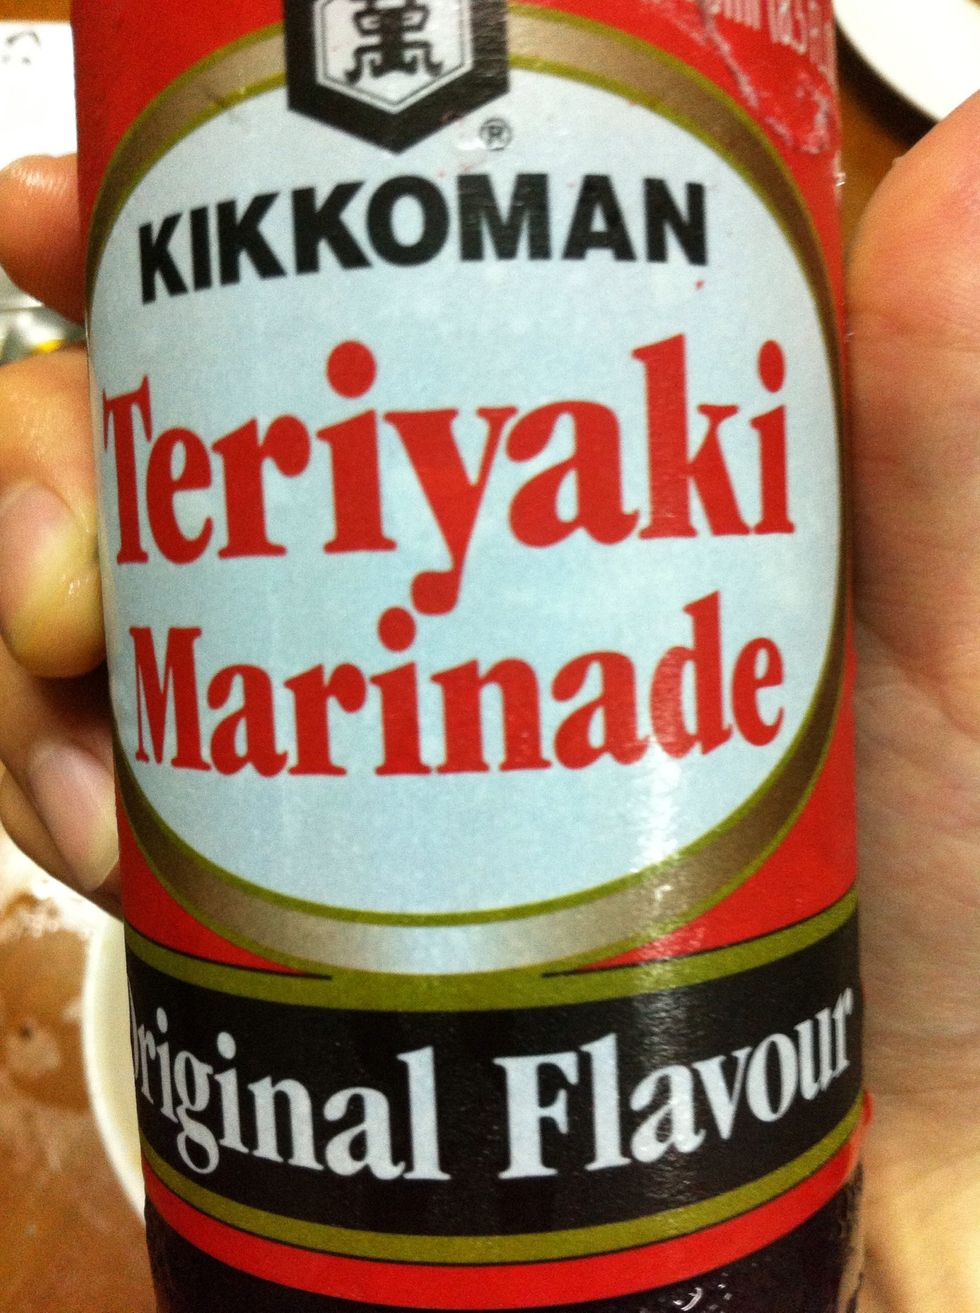 ®
KIKKOMAN
Teriyaki
Marinade
Original Flavour